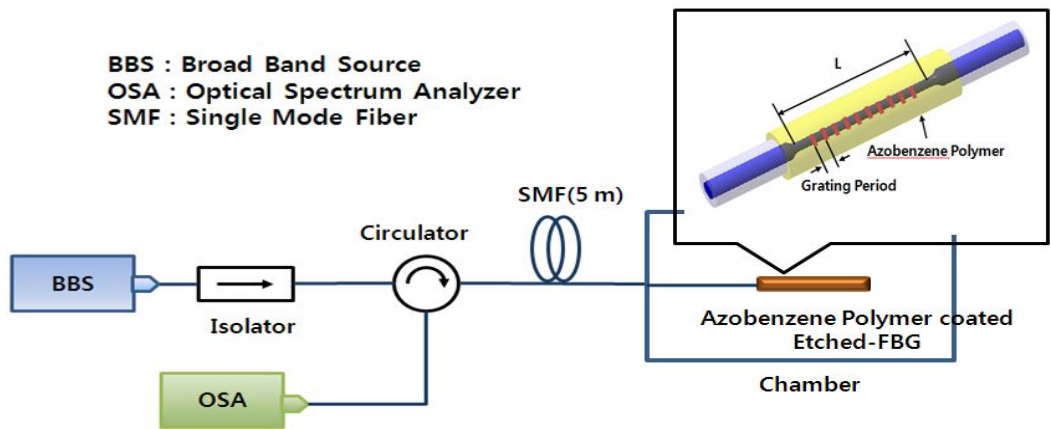 BBS : Broad Band Source
OSA : Optical Spectrum Analyzer
SMF : Single Mode Fiber
L
Azobenzene Polymer
Grating Period
SMF(5 m)
Circulator
BBS
Isolator
Azobenzene Polymer coated
Etched-FBG
Chamber
OSA